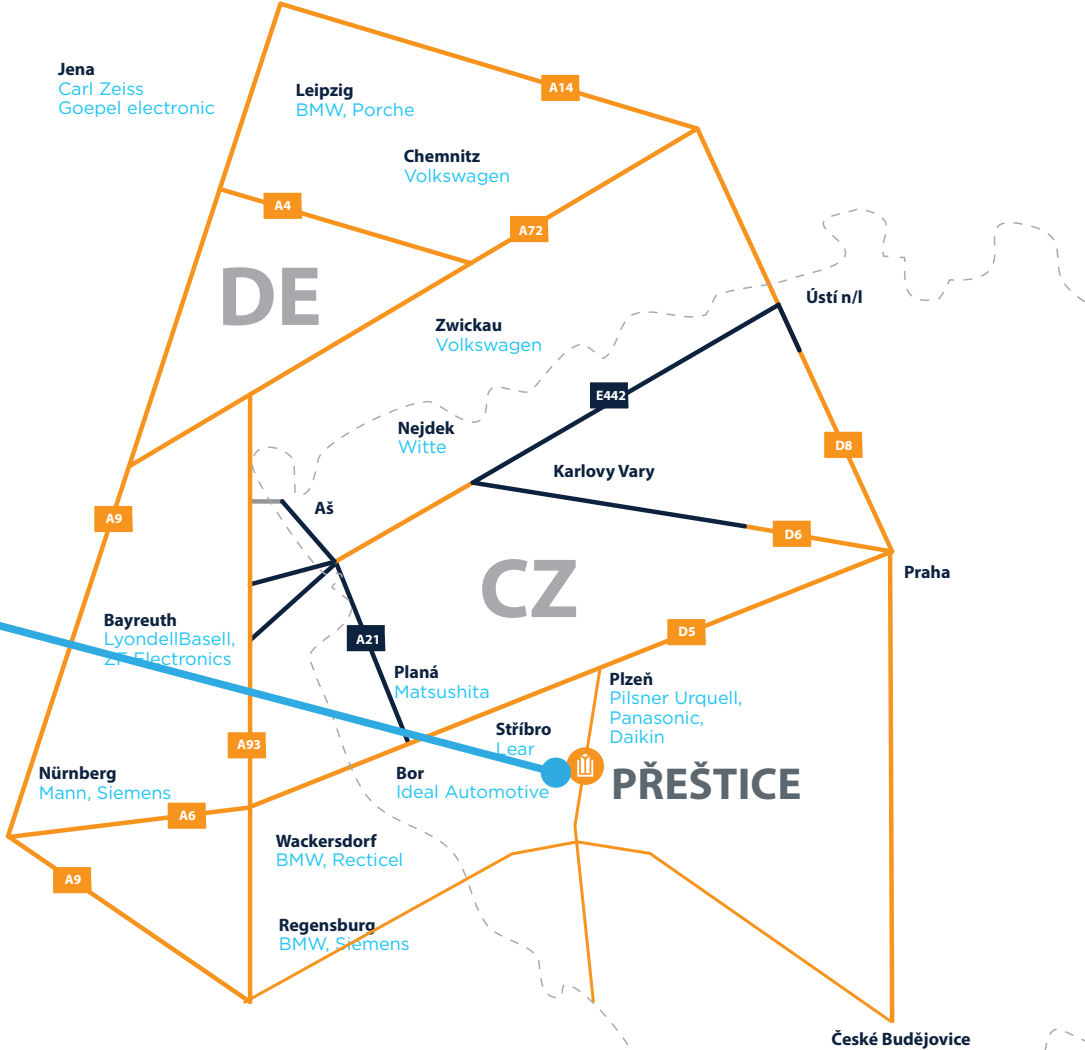 Jena
Carl Zeiss
Goepel electronic
Leipzig
BMW, Porche
A14
Chemnitz
Volkswagen
A4
A72
DE
Ústí n/l
Zwickau
Volkswagen
E442
Nejdek
Witte
D8
Karlovy Vary
Aš
A9
D6
CZ
Praha
Bayreuth
LyondellBasell,
ZF Electronics
A21
D5
Planá
Matsushita
Plzeň
Pilsner Urquell,
Panasonic,
Daikin
Stříbro
Lear
A93
Nürnberg
Mann, Siemens
Bor
Ideal Automotive
PŘEŠTICE
A6
Wackersdorf
BMW, Recticel
A9
Regensburg
BMW, Siemens
České Budějovice